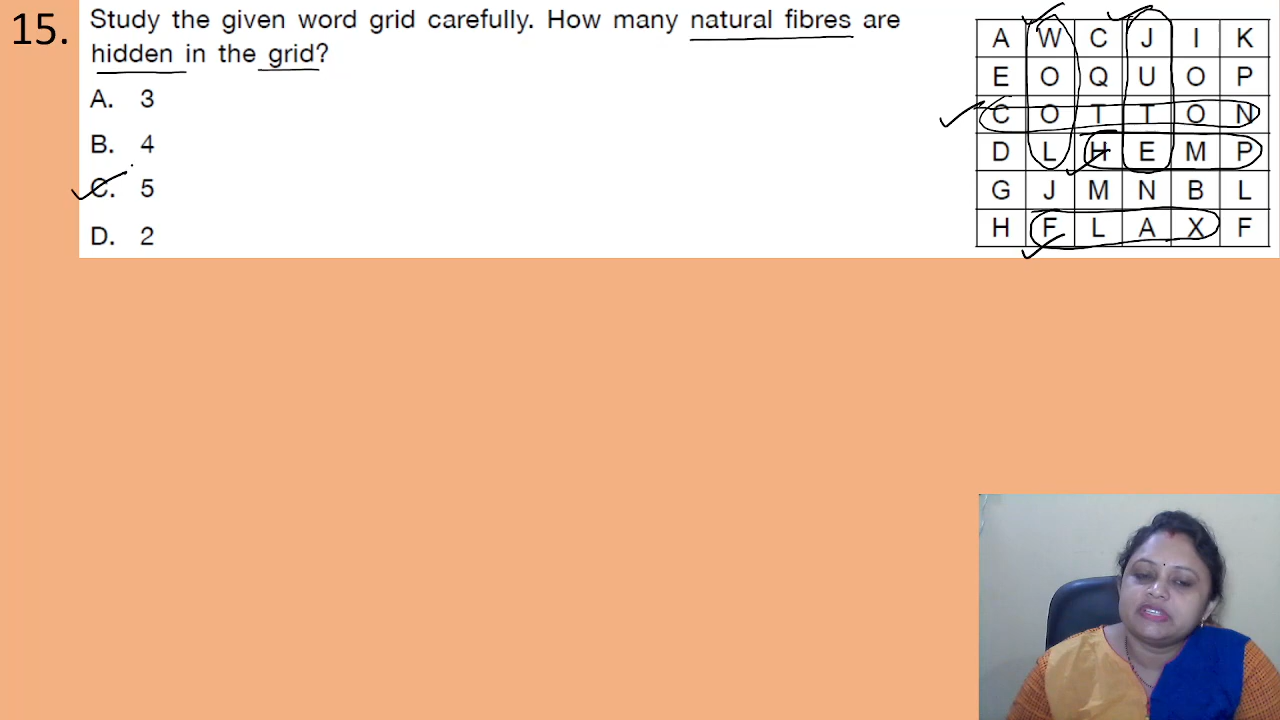 15. Study the given word grid carefully. How many natural fibres are
hidden in the grid?
A. 3
B. 4
C. 5
D. 2
A W C J I K
E O Q U O P
C O T T O N
D L H E M P
G J M N B L
H F L A X F